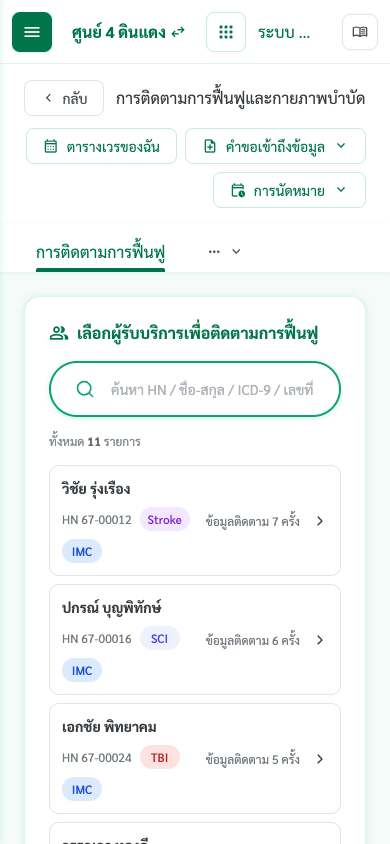 ศูนย์ 4 ดินแดง
ระบบ ...
กลับ
การติดตามการฟื้นฟูและกายภาพบำบัด
ตารางเวรของฉัน
คำขอเข้าถึงข้อมูล
การนัดหมาย
การติดตามการฟื้นฟู
...
เลือกผู้รับบริการเพื่อติดตามการฟื้นฟู
ค้นหา HN / ชื่อ-สกุล / ICD-9 / เลขที่
ทั้งหมด 11 รายการ
วิชัย รุ่งเรือง
HN 67-00012 Stroke ข้อมูลติดตาม 7 ครั้ง
IMC
ปกรณ์ บุญพิทักษ์
HN 67-00016 SCI ข้อมูลติดตาม 6 ครั้ง
IMC
เอกชัย พิทยาคม
HN 67-00024 TBI ข้อมูลติดตาม 5 ครั้ง
IMC